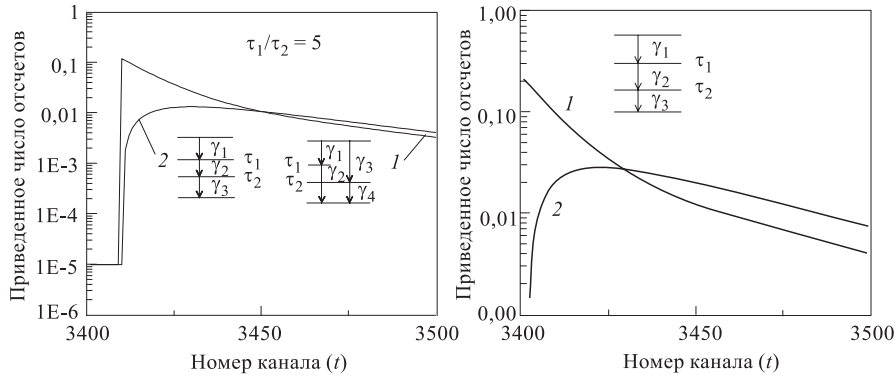 Приведенное число отсчетов
1
0,1
0,01
1E-3
1E-4
1E-5
1E-6
τ1/τ2 = 5
2
1
γ1
γ2
γ3
τ1
τ2
τ1
τ2
γ1
γ2
γ3
γ4
3400
3450
3500
Номер канала (t)
Приведенное число отсчетов
1,00
0,10
0,01
0,00
1
2
γ1
γ2
γ3
τ1
τ2
3400
3450
3500
Номер канала (t)